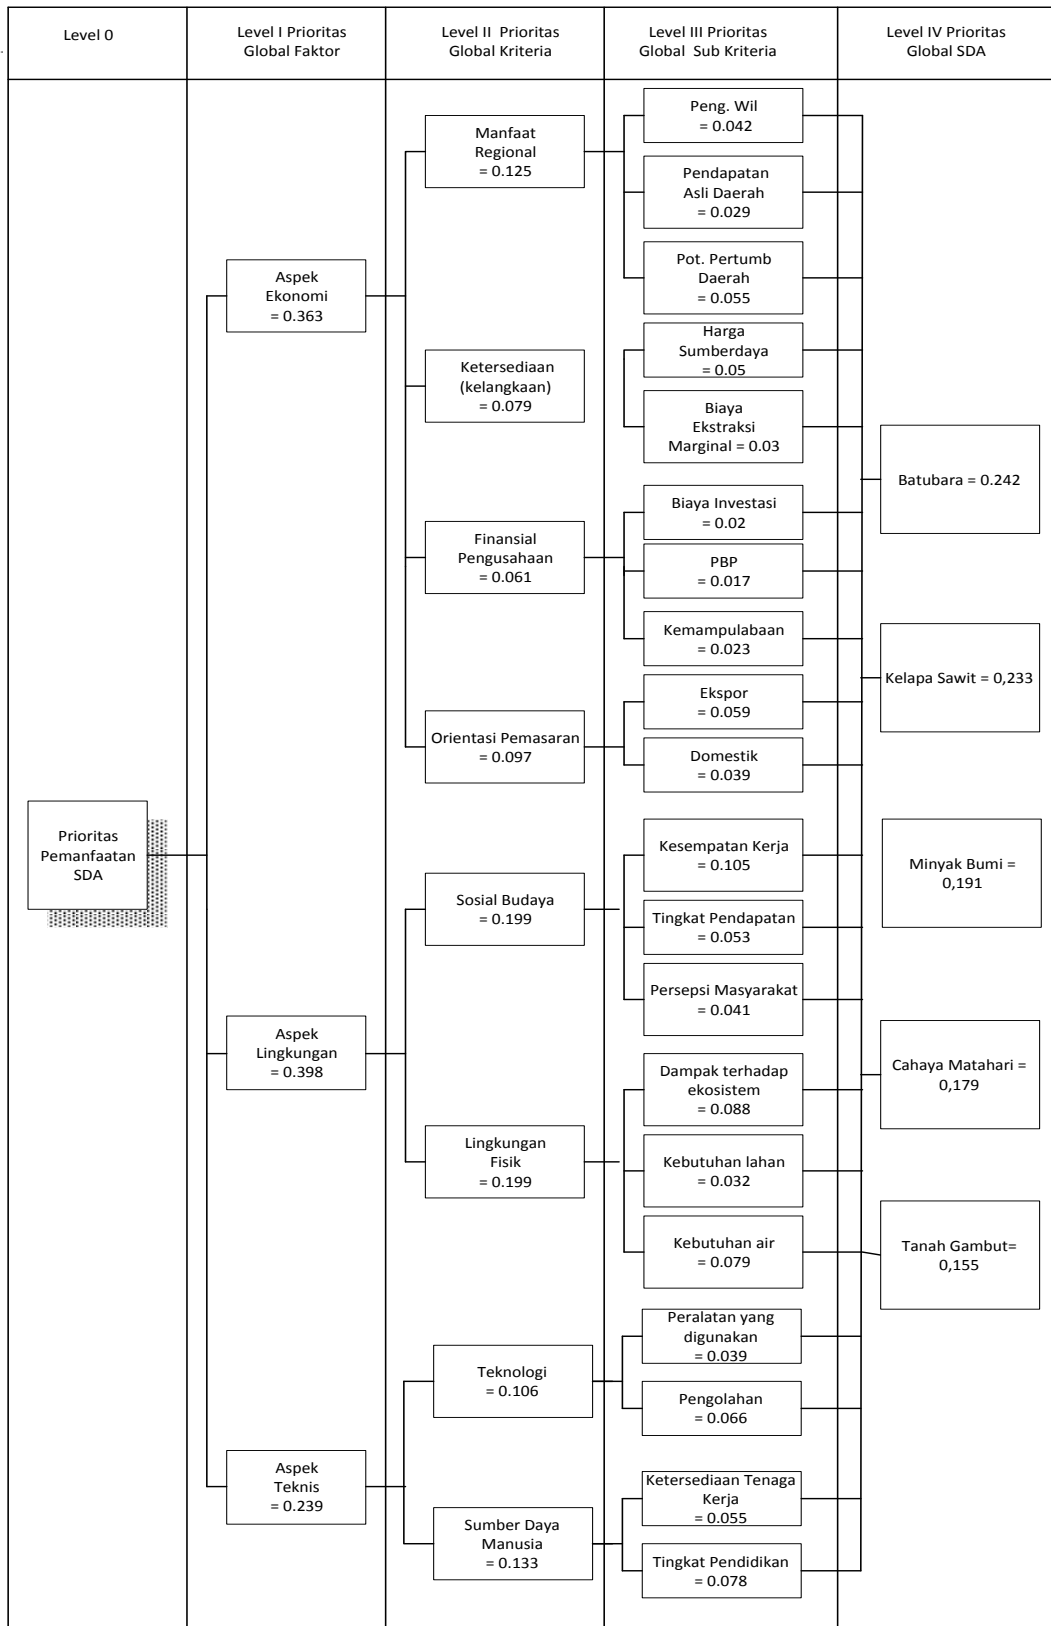 Level 0
Level I Prioritas
Global Faktor
Level II  Prioritas
Global Kriteria
Level III Prioritas
Global  Sub Kriteria
Level IV Prioritas
Global SDA
Prioritas
Pemanfaatan
SDA
Aspek
Ekonomi
= 0.363
Aspek
Lingkungan
= 0.398
Aspek
Teknis
= 0.239
Manfaat
Regional
= 0.125
Ketersediaan
(kelangkaan)
= 0.079
Finansial
Pengusahaan
= 0.061
Orientasi Pemasaran
= 0.097
Sosial Budaya
= 0.199
Lingkungan
Fisik
= 0.199
Teknologi
= 0.106
Sumber Daya
Manusia
= 0.133
Peng. Wil
= 0.042
Pendapatan
Asli Daerah
= 0.029
Pot. Pertumb
Daerah
= 0.055
Harga
Sumberdaya
= 0.05
Biaya
Ekstraksi
Marginal = 0.03
Biaya Investasi
= 0.02
PBP
= 0.017
Kemampulabaan
= 0.023
Ekspor
= 0.059
Domestik
= 0.039
Kesempatan Kerja
= 0.105
Tingkat Pendapatan
= 0.053
Persepsi Masyarakat
= 0.041
Dampak terhadap
ekosistem
= 0.088
Kebutuhan lahan
= 0.032
Kebutuhan air
= 0.079
Peralatan yang
digunakan
= 0.039
Pengolahan
= 0.066
Ketersediaan Tenaga
Kerja
= 0.055
Tingkat Pendidikan
= 0.078
Batubara = 0.242
Kelapa Sawit = 0,233
Minyak Bumi =
0,191
Cahaya Matahari =
0,179
Tanah Gambut=
0,155